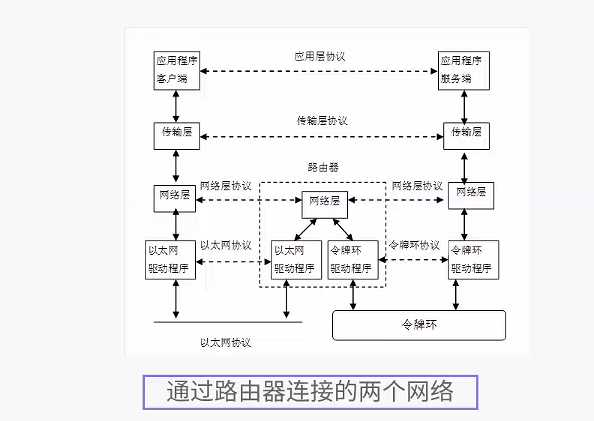 应用程序
客户端
应用层协议
应用程序
服务端
传输层
传输层协议
传输层
路由器
网络层
网络层协议
网络层
网络层协议
网络层
以太网
驱动程序
以太网协议
以太网
驱动程序
令牌环
驱动程序
令牌环协议
令牌环
驱动程序
以太网协议
令牌环
通过路由器连接的两个网络